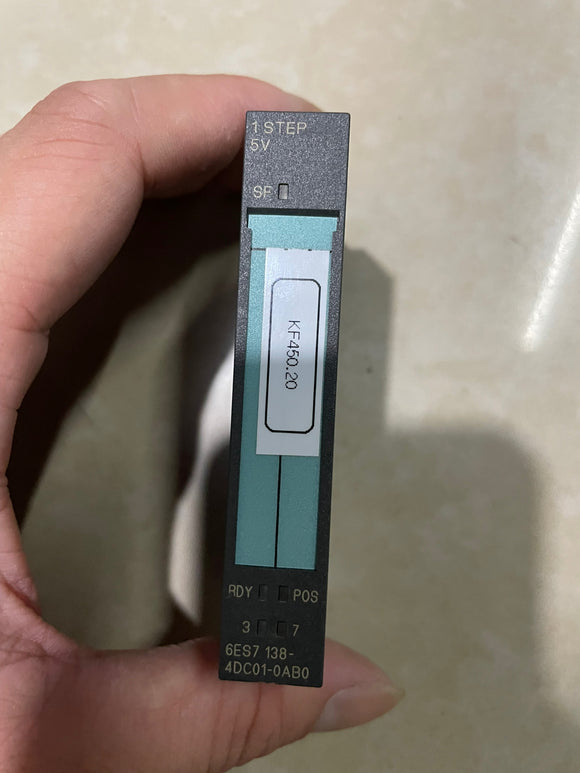 1 STEP
5V
SF
KF450.20
RDY POS
3 7
6ES7 138-
4DC01-0AB0